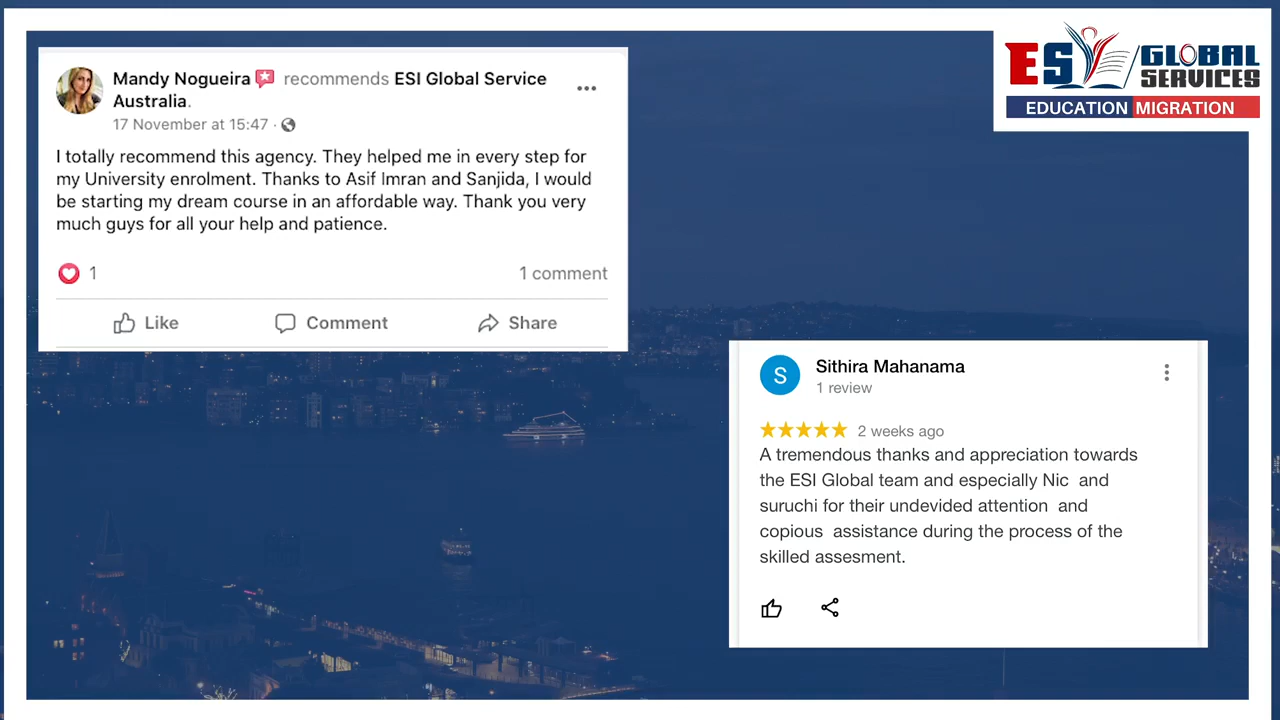 Mandy Nogueira recommends ESI Global Service
Australia.
17 November at 15:47 ·
I totally recommend this agency. They helped me in every step for
my University enrolment. Thanks to Asif Imran and Sanjida, I would
be starting my dream course in an affordable way. Thank you very
much guys for all your help and patience.
1
1 comment
Like
Comment
Share
ESI GLOBAL
SERVICES
EDUCATION MIGRATION
S
Sithira Mahanama
1 review
2 weeks ago
A tremendous thanks and appreciation towards
the ESI Global team and especially Nic and
suruchi for their undevided attention and
copious assistance during the process of the
skilled assesment.